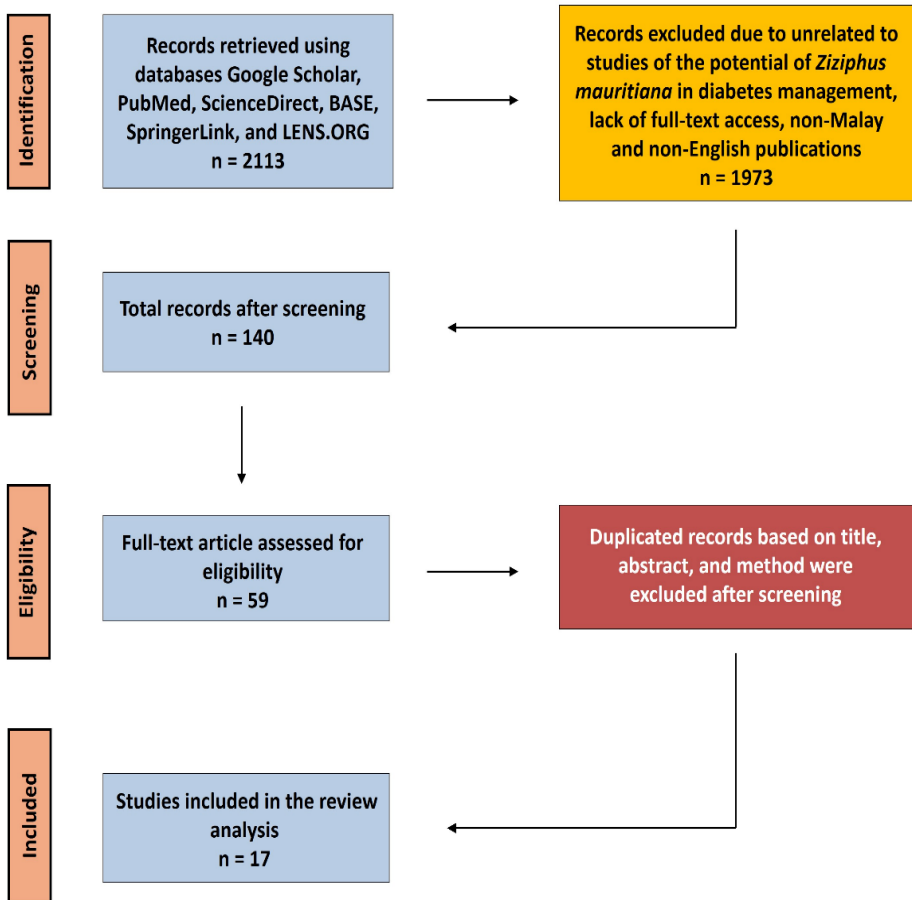 Identification
Records retrieved using
databases Google Scholar,
PubMed, ScienceDirect, BASE,
SpringerLink, and LENS.ORG
n = 2113
Records excluded due to unrelated to
studies of the potential of Ziziphus
mauritiana in diabetes management,
lack of full-text access, non-Malay
and non-English publications
n = 1973
Screening
Total records after screening
n = 140
Eligibility
Full-text article assessed for
eligibility
n = 59
Duplicated records based on title,
abstract, and method were
excluded after screening
Included
Studies included in the review
analysis
n = 17